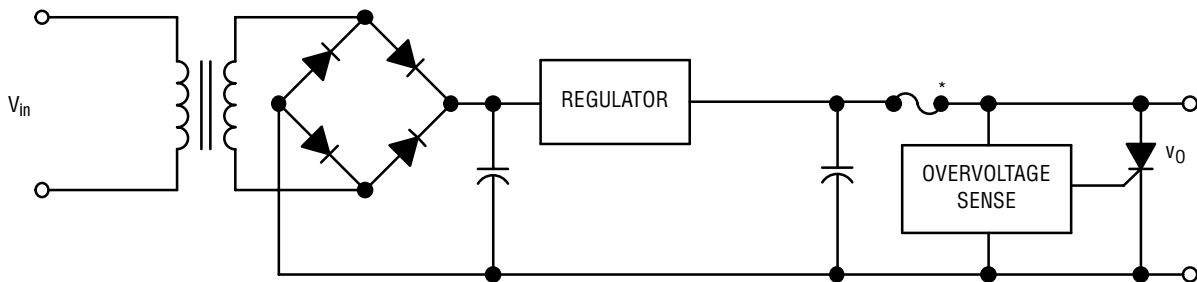 V_in
REGULATOR
*
OVERVOLTAGE
SENSE
v_O